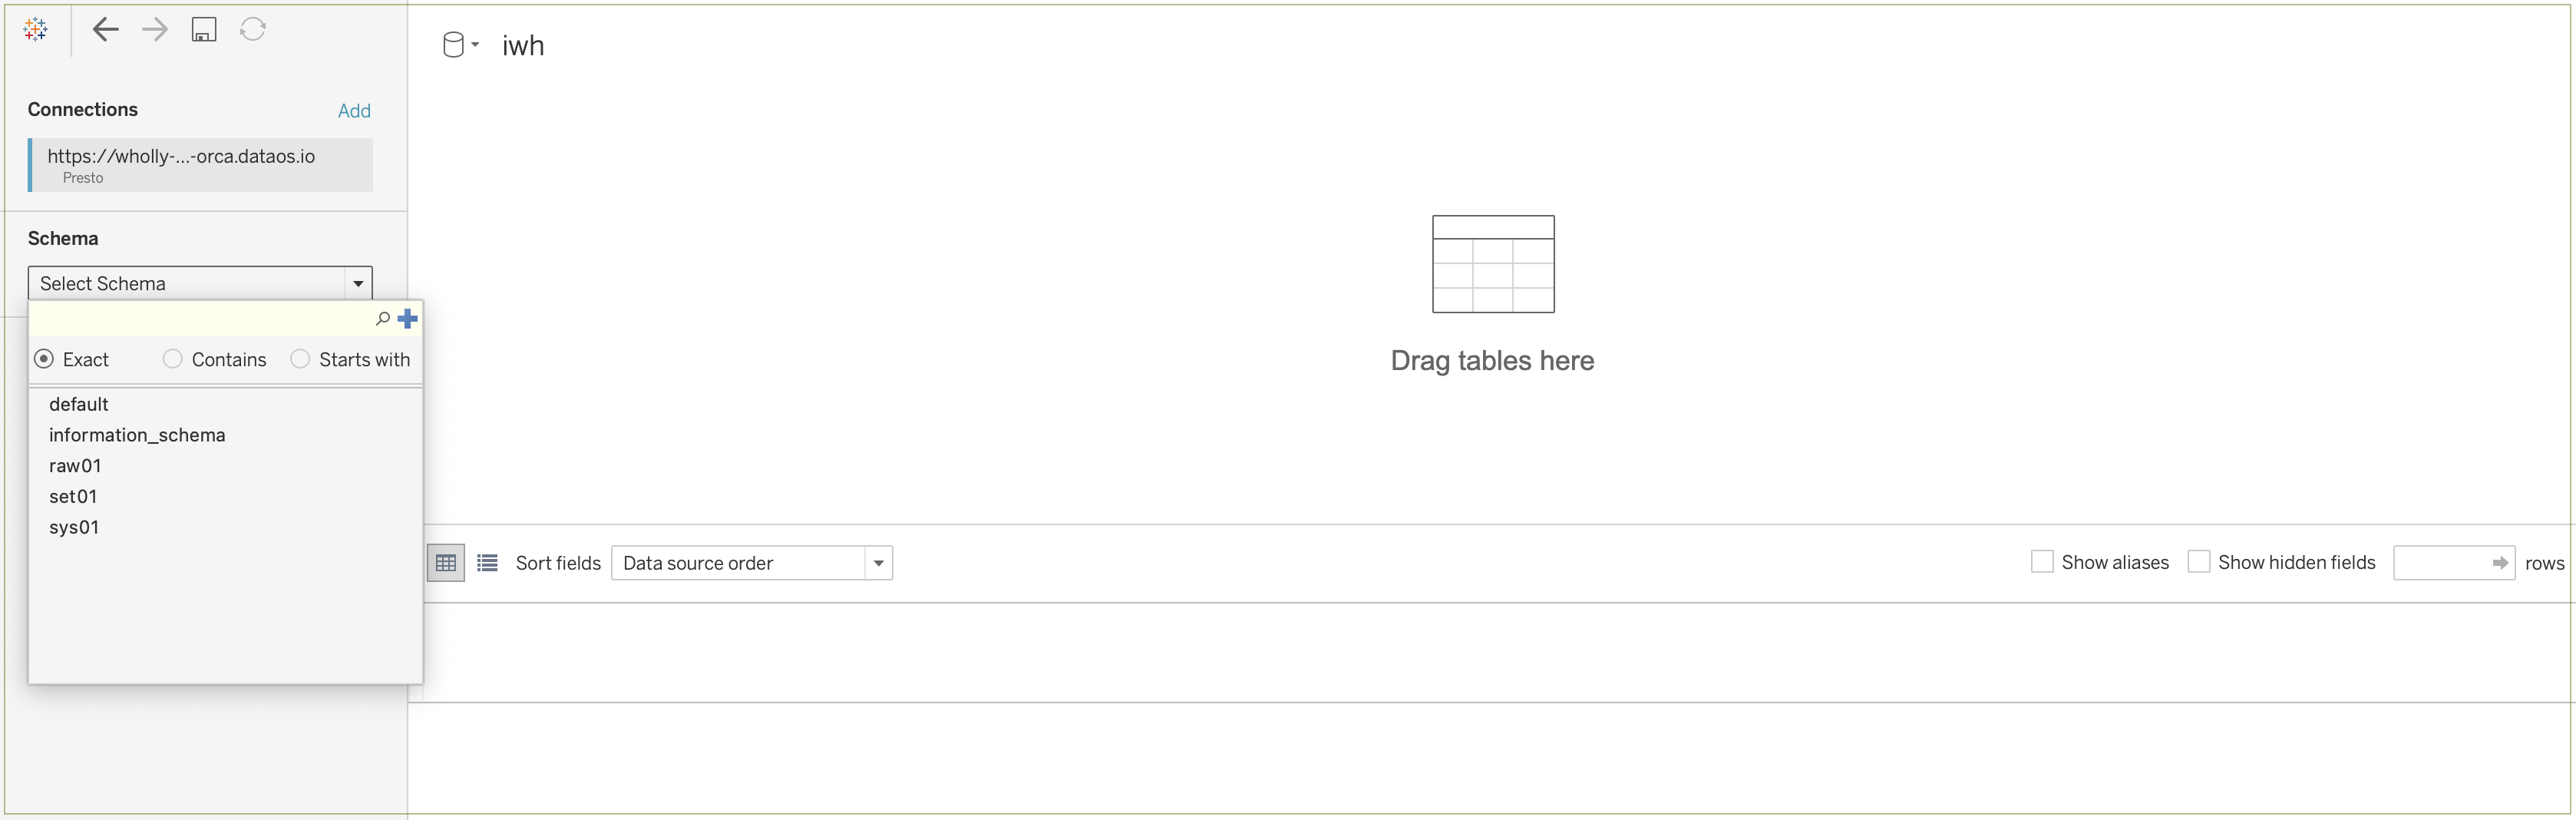 iwh
Connections
Add
https://wholly-...-orca.dataos.io
Presto
Schema
Select Schema
Exact Contains Starts with
default
information_schema
raw01
set01
sys01
Drag tables here
Sort fields Data source order Show aliases Show hidden fields rows